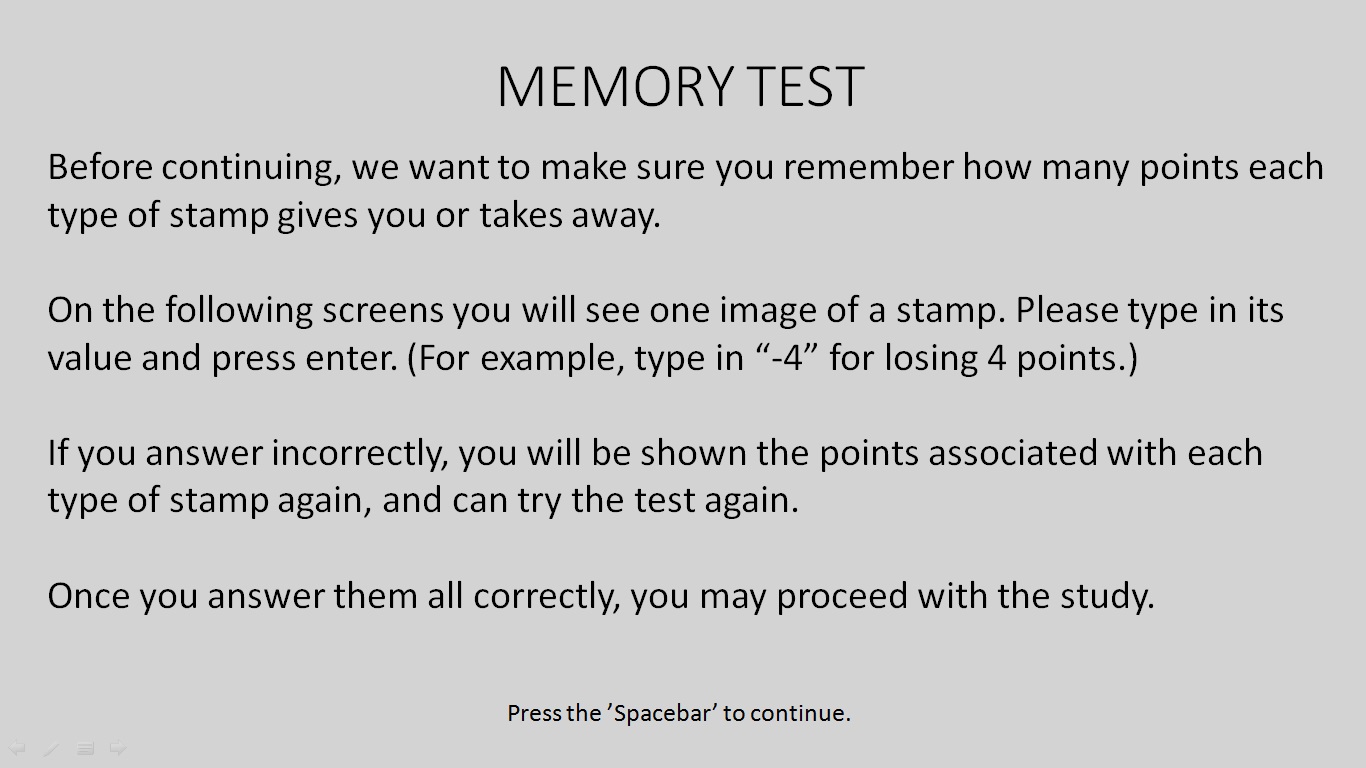 MEMORY TEST
Before continuing, we want to make sure you remember how many points each
type of stamp gives you or takes away.
On the following screens you will see one image of a stamp. Please type in its
value and press enter. (For example, type in “-4” for losing 4 points.)
If you answer incorrectly, you will be shown the points associated with each
type of stamp again, and can try the test again.
Once you answer them all correctly, you may proceed with the study.
Press the ’Spacebar’ to continue.